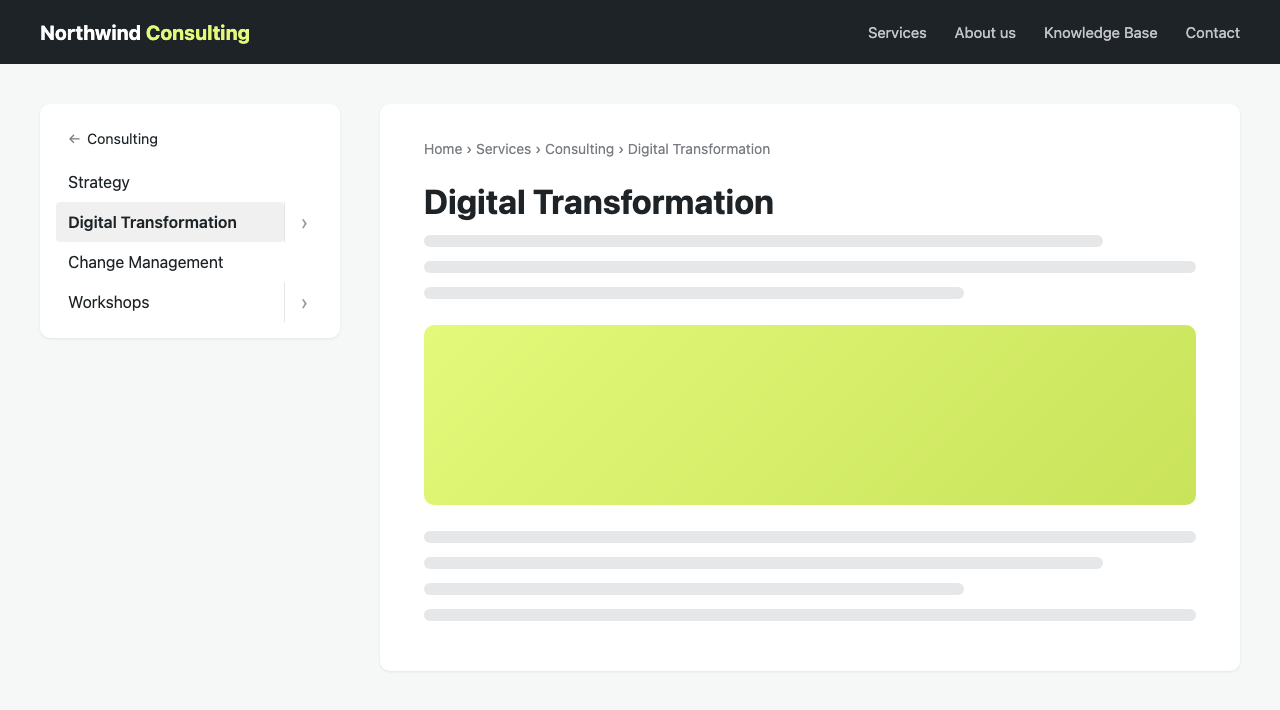 Northwind Consulting
Services
About us
Knowledge Base
Contact
← Consulting
Strategy
Digital Transformation ›
Change Management
Workshops ›
Home › Services › Consulting › Digital Transformation
Digital Transformation